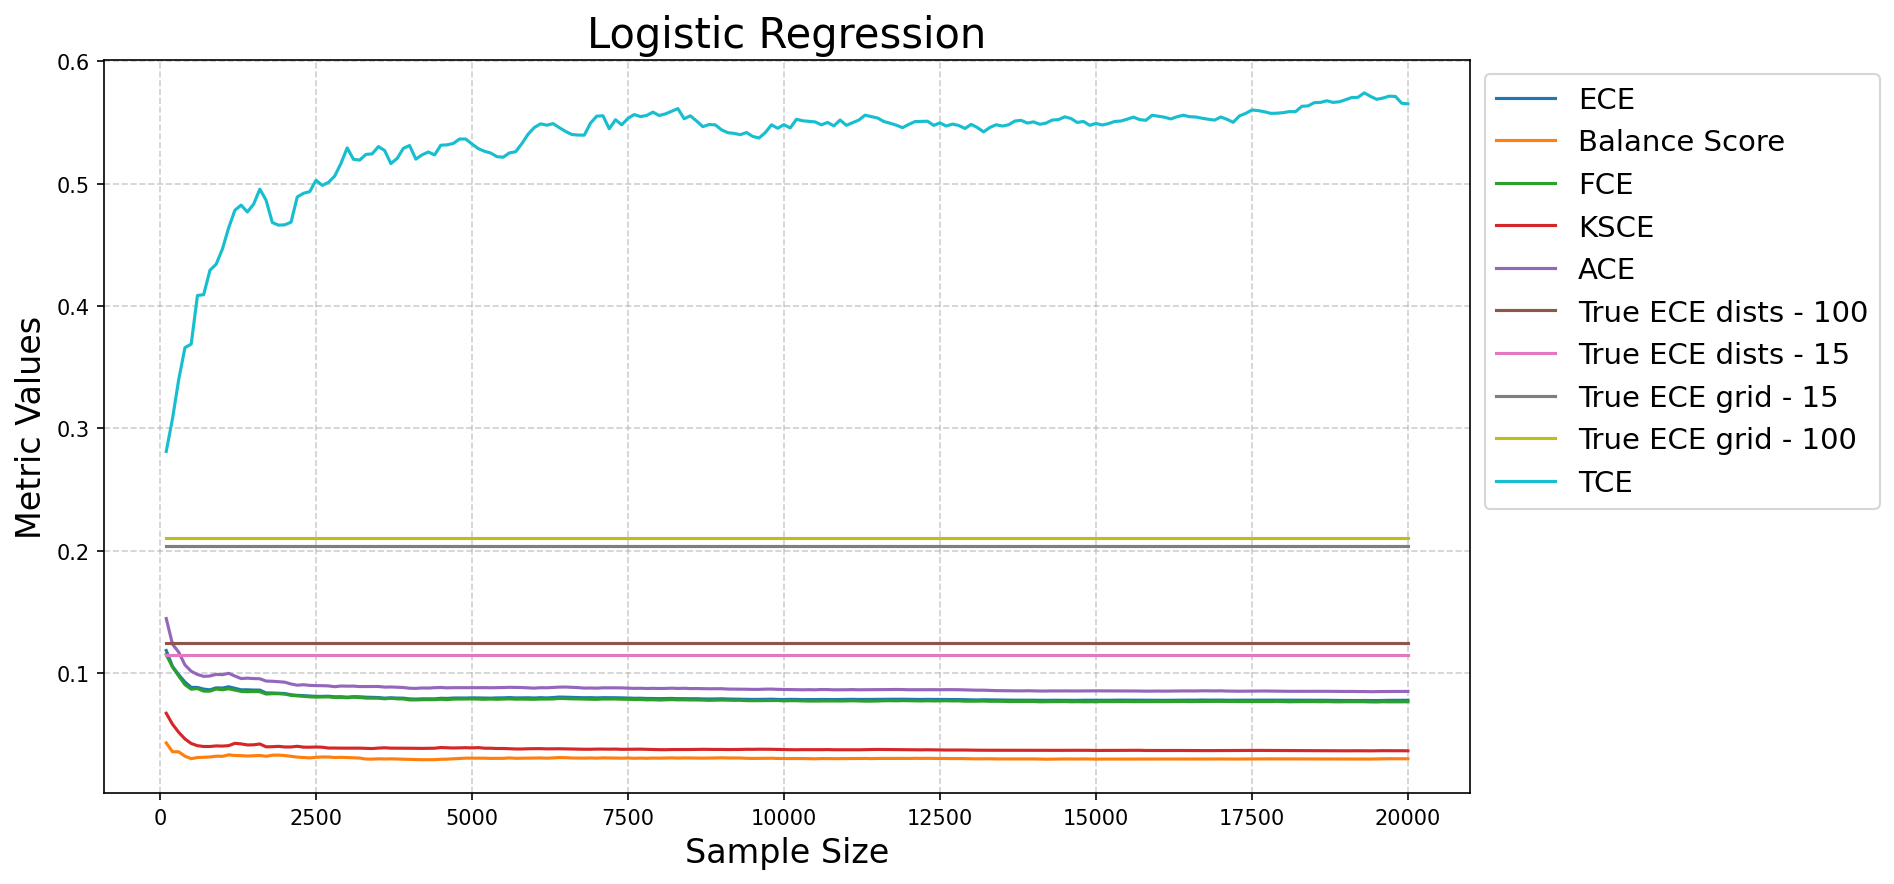 Logistic Regression
Metric Values
0.6
0.5
0.4
0.3
0.2
0.1
0
2500
5000
7500
10000
12500
15000
17500
20000
Sample Size
ECE
Balance Score
FCE
KSCE
ACE
True ECE dists - 100
True ECE dists - 15
True ECE grid - 15
True ECE grid - 100
TCE